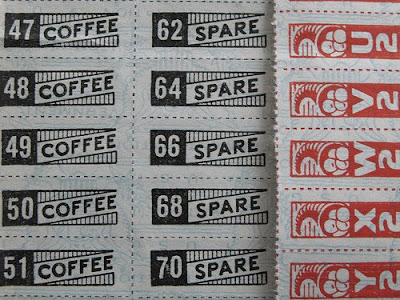 47 COFFEE 62 SPARE U2
48 COFFEE 64 SPARE V2
49 COFFEE 66 SPARE W2
50 COFFEE 68 SPARE X2
51 COFFEE 70 SPARE Y2